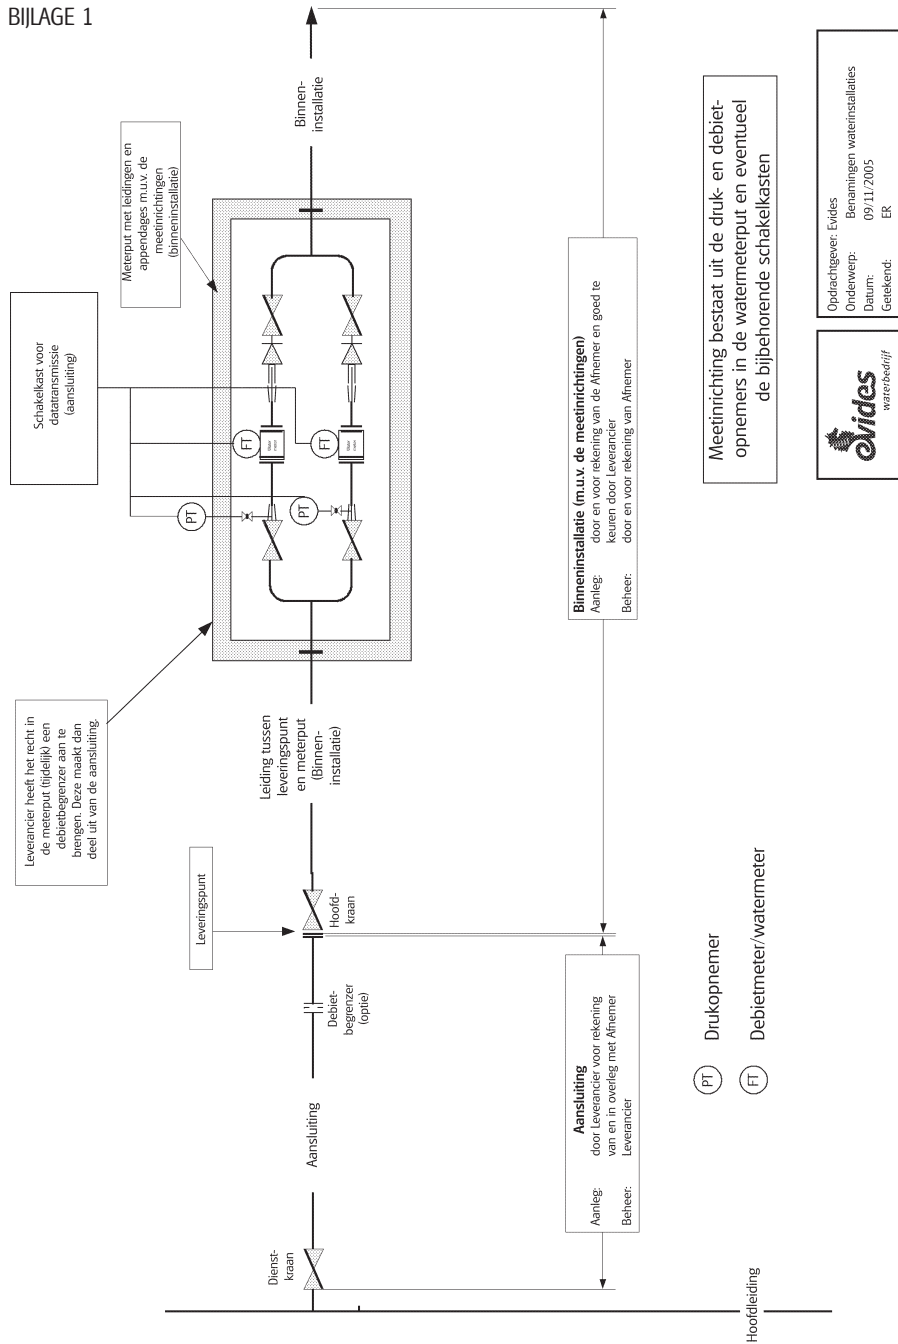 BIJLAGE 1
Leverancier heeft het recht in
de meterput (tijdelijk) een
debietbegrenzer aan te
brengen. Deze maakt dan
deel uit van de aansluiting.
Schakelkast voor
datatransmissie
(aansluiting)
Meterput met leidingen en
appendages m.u.v. de
meetinrichtingen
(binneninstallatie)
Leveringspunt
PT
FT
PT
FT
Water
meter
Water
meter
Dienst-
kraan
Aansluiting
Debiet-
begrenzer
(optie)
Hoofd-
kraan
Leiding tussen
leveringspunt
en meterput
(Binnen-
installatie)
Binnen-
installatie
Aansluiting
Aanleg: door Leverancier voor rekening
van en in overleg met Afnemer
Beheer: Leverancier
Binneninstallatie (m.u.v. de meetinrichtingen)
Aanleg: door en voor rekening van de Afnemer en goed te
keuren door Leverancier
Beheer: door en voor rekening van Afnemer
Hoofdleiding
PT Drukopnemer
FT Debietmeter/watermeter
Meetinrichting bestaat uit de druk- en debiet-
opnemers in de watermeterput en eventueel
de bijbehorende schakelkasten
evides
waterbedrijf
Opdrachtgever: Evides
Onderwerp: Benamingen waterinstallaties
Datum: 09/11/2005
Getekend: ER